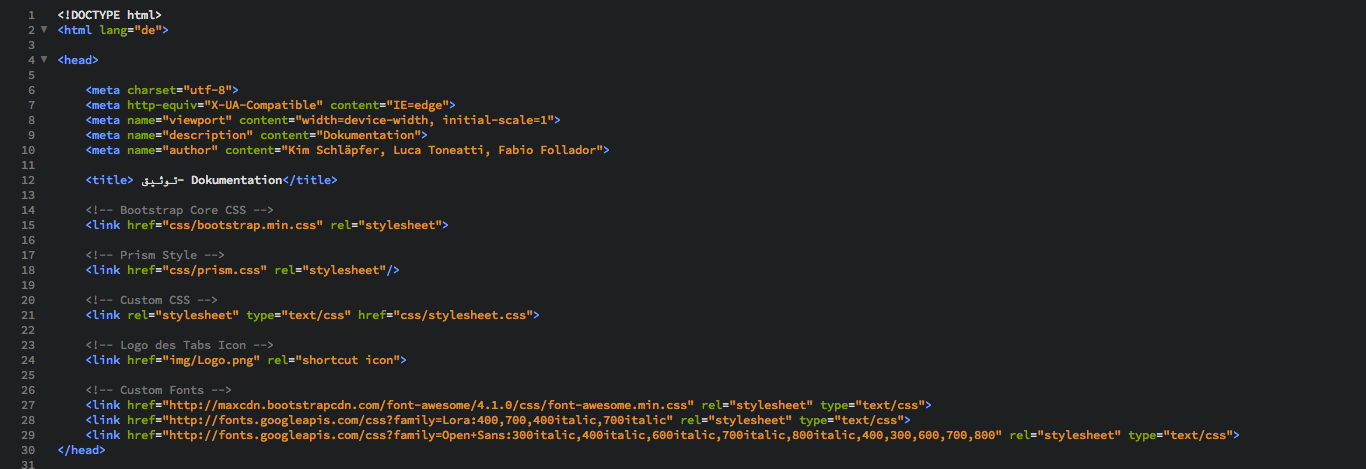 1 <!DOCTYPE html>
2 <html lang="de">
3
4 <head>
5
6 <meta charset="utf-8">
7 <meta http-equiv="X-UA-Compatible" content="IE=edge">
8 <meta name="viewport" content="width=device-width, initial-scale=1">
9 <meta name="description" content="Dokumentation">
10 <meta name="author" content="Kim Schläpfer, Luca Toneatti, Fabio Follador">
11
12 <title> توثيق- Dokumentation</title>
13
14 <!-- Bootstrap Core CSS -->
15 <link href="css/bootstrap.min.css" rel="stylesheet">
16
17 <!-- Prism Style -->
18 <link href="css/prism.css" rel="stylesheet"/>
19
20 <!-- Custom CSS -->
21 <link rel="stylesheet" type="text/css" href="css/stylesheet.css">
22
23 <!-- Logo des Tabs Icon -->
24 <link href="img/Logo.png" rel="shortcut icon">
25
26 <!-- Custom Fonts -->
27 <link href="http://maxcdn.bootstrapcdn.com/font-awesome/4.1.0/css/font-awesome.min.css" rel="stylesheet" type="text/css">
28 <link href="http://fonts.googleapis.com/css?family=Lora:400,700,400italic,700italic" rel="stylesheet" type="text/css">
29 <link href="http://fonts.googleapis.com/css?family=Open+Sans:300italic,400italic,600italic,700italic,800italic,400,300,600,700,800" rel="stylesheet" type="text/css">
30 </head>
31